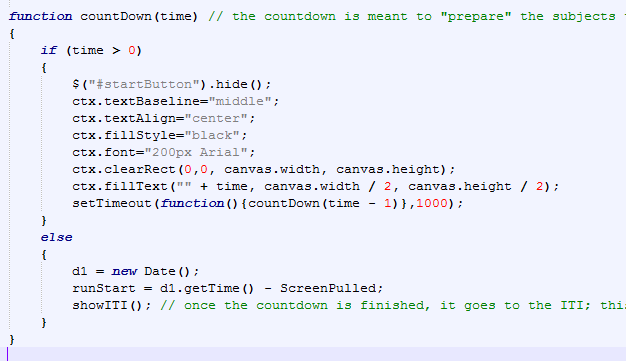 function countDown(time) // the countdown is meant to "prepare" the subjects
{
if (time > 0)
{
$("#startButton").hide();
ctx.textBaseline="middle";
ctx.textAlign="center";
ctx.fillStyle="black";
ctx.font="200px Arial";
ctx.clearRect(0,0, canvas.width, canvas.height);
ctx.fillText("" + time, canvas.width / 2, canvas.height / 2);
setTimeout(function(){countDown(time - 1)},1000);
}
else
{
d1 = new Date();
runStart = d1.getTime() - ScreenPulled;
showITI(); // once the countdown is finished, it goes to the ITI;
}
}